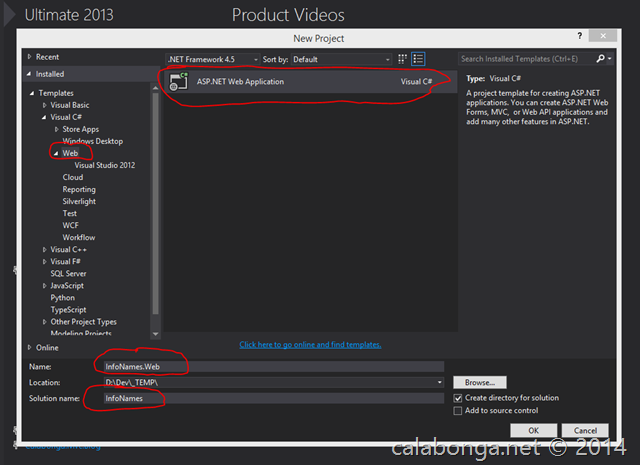 Ultimate 2013
Product Videos
New Project
? ×
Recent
Installed
.NET Framework 4.5
Sort by: Default
Search Installed Templates (Ctrl+E)
Templates
Visual Basic
Visual C#
Store Apps
Windows Desktop
Web
Visual Studio 2012
Cloud
Reporting
Silverlight
Test
WCF
Workflow
Visual C++
Visual F#
SQL Server
JavaScript
Python
TypeScript
Other Project Types
Modeling Projects
Online
C#
ASP.NET Web Application
Visual C#
Type: Visual C#
A project template for creating ASP.NET
applications. You can create ASP.NET Web
Forms, MVC, or Web API applications and
add many other features in ASP.NET.
Click here to go online and find templates.
Name: InfoNames.Web
Location: D:\Dev\_TEMP\
Browse...
Solution name: InfoNames
Create directory for solution
Add to source control
OK
Cancel
calabonga.net © 2014